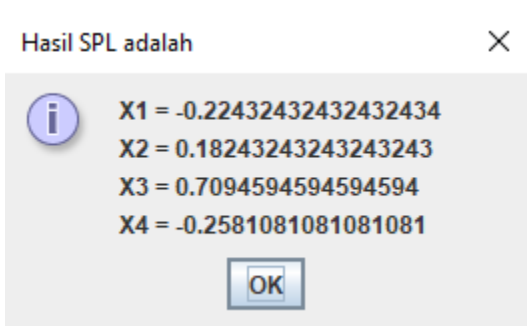 Hasil SPL adalah
X1 = -0.22432432432432434
X2 = 0.18243243243243243
X3 = 0.7094594594594594
X4 = -0.2581081081081081
OK